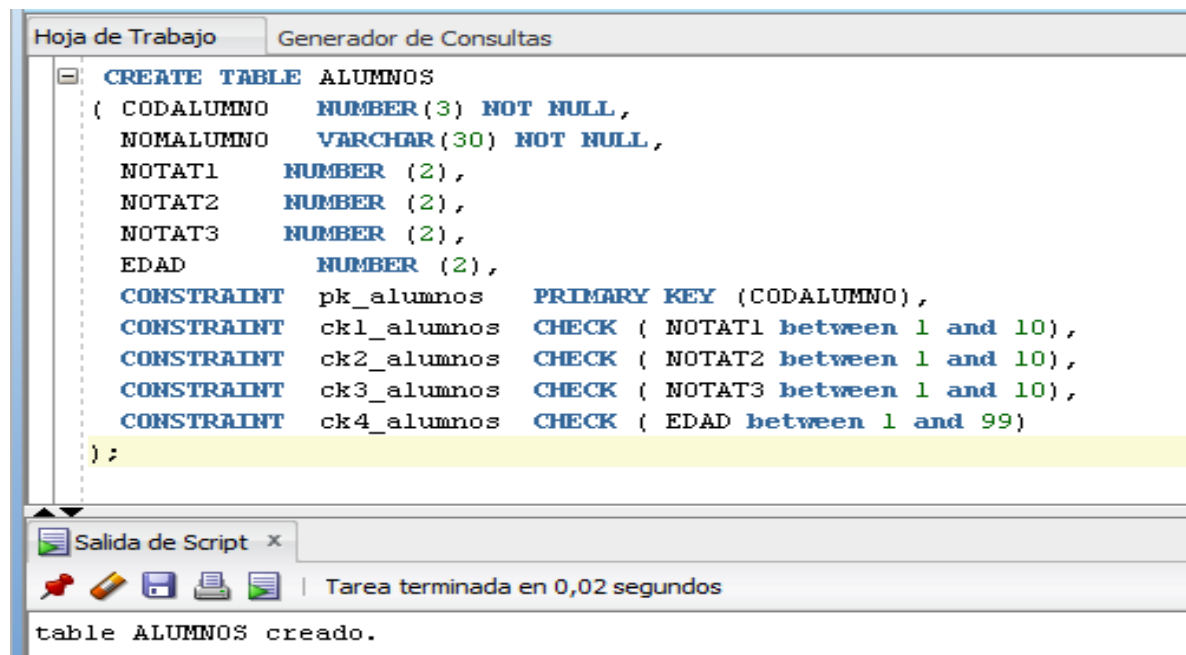 Hoja de Trabajo Generador de Consultas
CREATE TABLE ALUMNOS
( CODALUMNO NUMBER(3) NOT NULL,
NOMALUMNO VARCHAR(30) NOT NULL,
NOTAT1 NUMBER (2),
NOTAT2 NUMBER (2),
NOTAT3 NUMBER (2),
EDAD NUMBER (2),
CONSTRAINT pk_alumnos PRIMARY KEY (CODALUMNO),
CONSTRAINT ck1_alumnos CHECK ( NOTAT1 between 1 and 10),
CONSTRAINT ck2_alumnos CHECK ( NOTAT2 between 1 and 10),
CONSTRAINT ck3_alumnos CHECK ( NOTAT3 between 1 and 10),
CONSTRAINT ck4_alumnos CHECK ( EDAD between 1 and 99)
);
Salida de Script x
Tarea terminada en 0,02 segundos
table ALUMNOS creado.